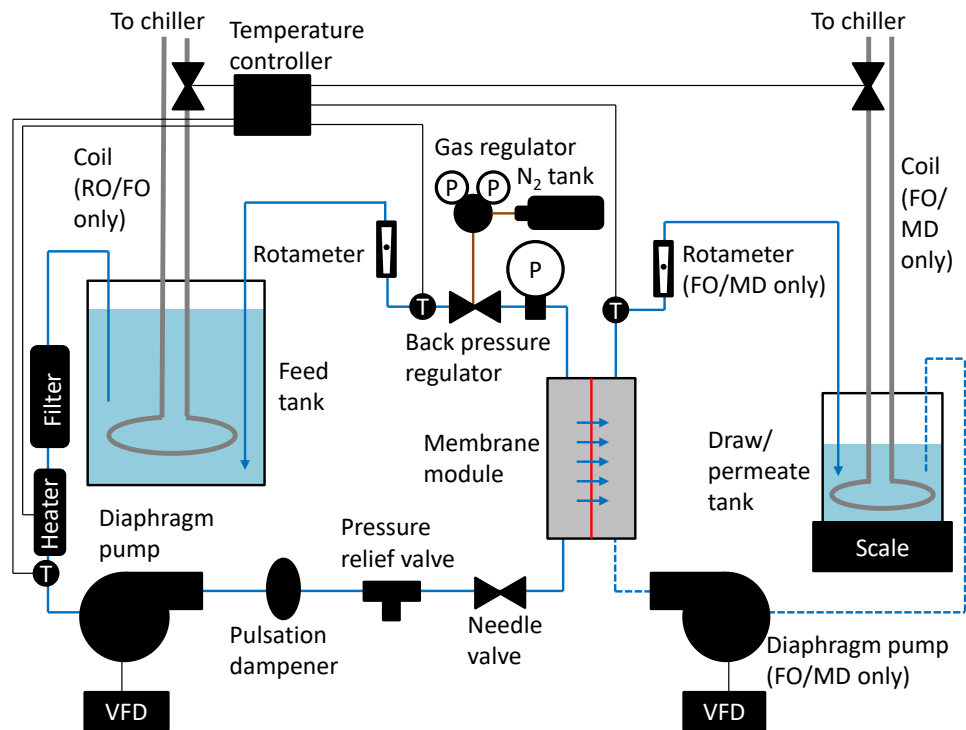 To chiller
Temperature
controller
To chiller
Gas regulator
N₂ tank
P
P
Coil
(RO/FO
only)
Coil
(FO/
MD
only)
Rotameter
P
Rotameter
(FO/MD only)
T
T
Back pressure
regulator
Feed
tank
Filter
Membrane
module
Draw/
permeate
tank
Heater
Diaphragm
pump
Pressure
relief valve
Scale
T
Pulsation
dampener
Needle
valve
Diaphragm pump
(FO/MD only)
VFD
VFD